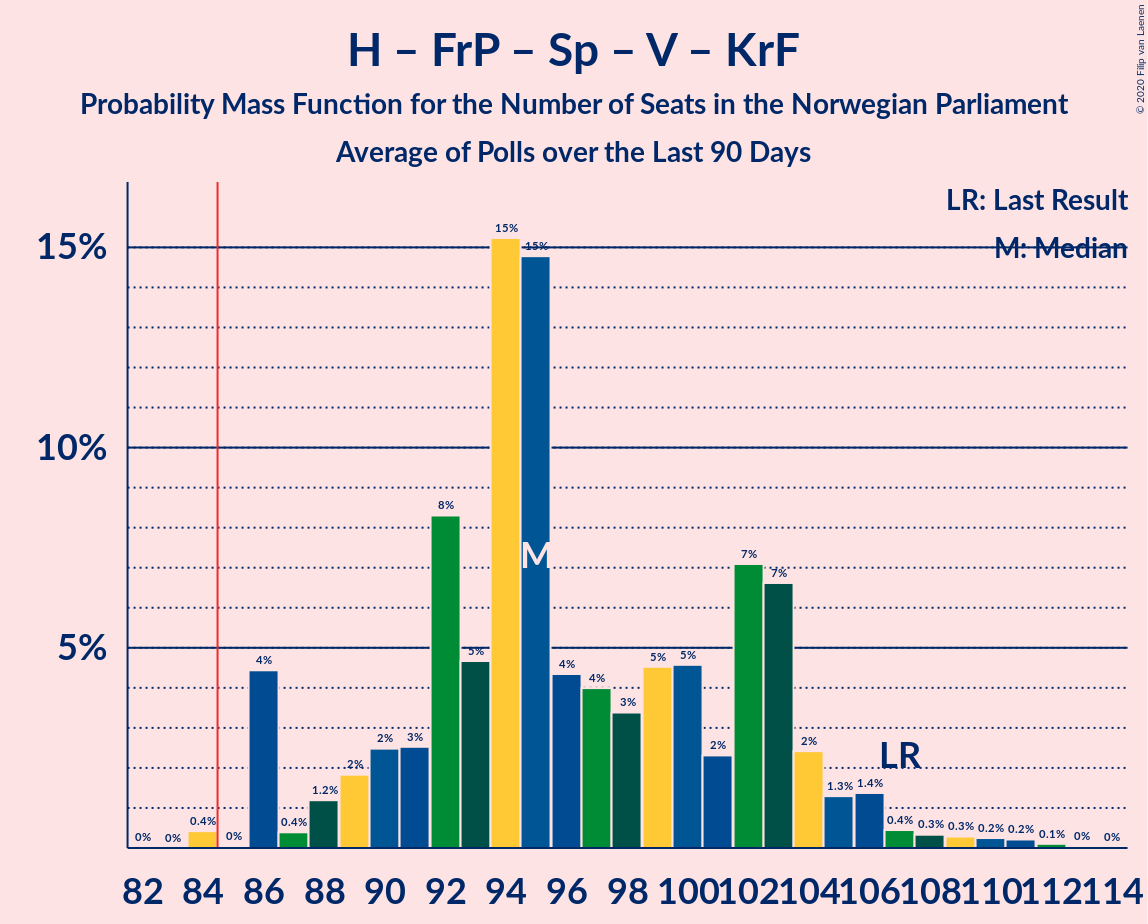 H – FrP – Sp – V – KrF
Probability Mass Function for the Number of Seats in the Norwegian Parliament
Average of Polls over the Last 90 Days
© 2020 Filip van Laenen
LR: Last Result
M: Median
15%
10%
5%
0% 0% 0.4% 0% 4% 0.4% 1.2% 2% 2% 3% 8% 5% 15% 15% 4% 4% 3% 5% 5% 2% 7% 7% 2% 1.3% 1.4% 0.4% 0.3% 0.3% 0.2% 0.2% 0.1% 0% 0%
M
LR
82 84 86 88 90 92 94 96 98 100 102 104 106 108 110 112 114